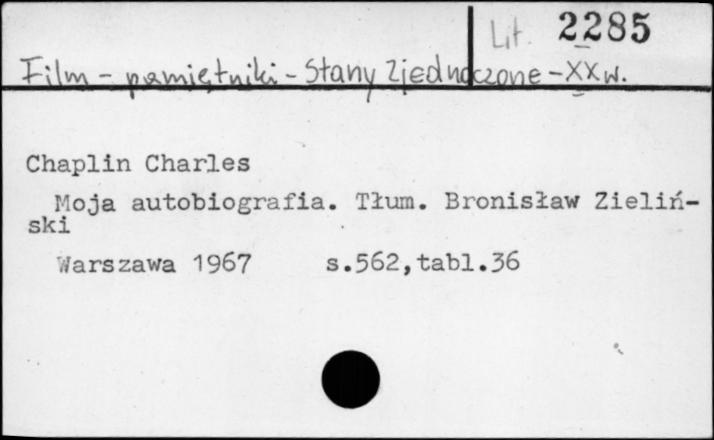 Lit. 2285
Film - pamiętniki - Stany Zjednoczone - XX w.
Chaplin Charles
Moja autobiografia. Tłum. Bronisław Zieliń-
ski
Warszawa 1967 s.562,tabl.36